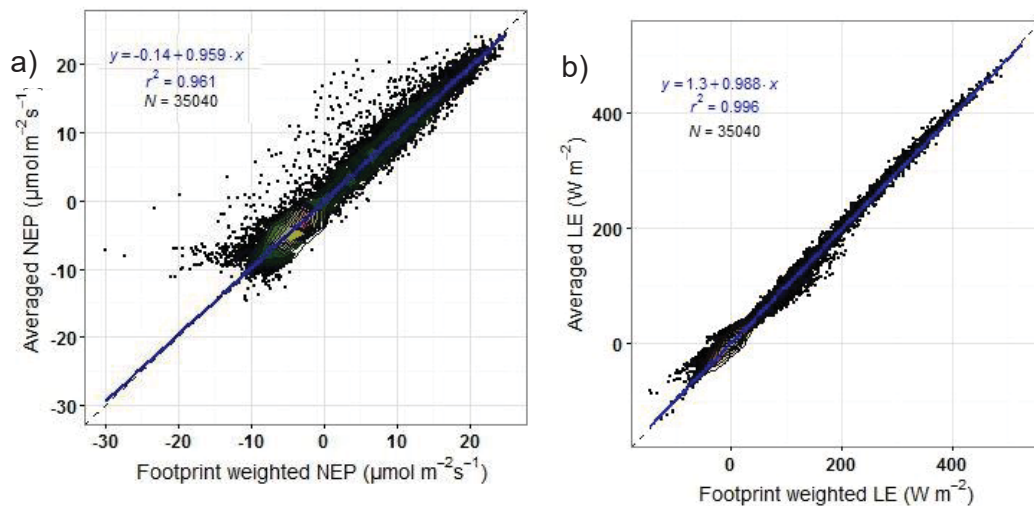 a)
y = -0.14+0.959 · x
r² = 0.961
N = 35040
20
10
0
-10
-20
-30
Averaged NEP (µmol m⁻² s⁻¹)
-30 -20 -10 0 10 20
Footprint weighted NEP (µmol m⁻² s⁻¹)
b)
y = 1.3+0.988 · x
r² = 0.996
N = 35040
400
200
0
Averaged LE (W m⁻²)
0 200 400
Footprint weighted LE (W m⁻²)